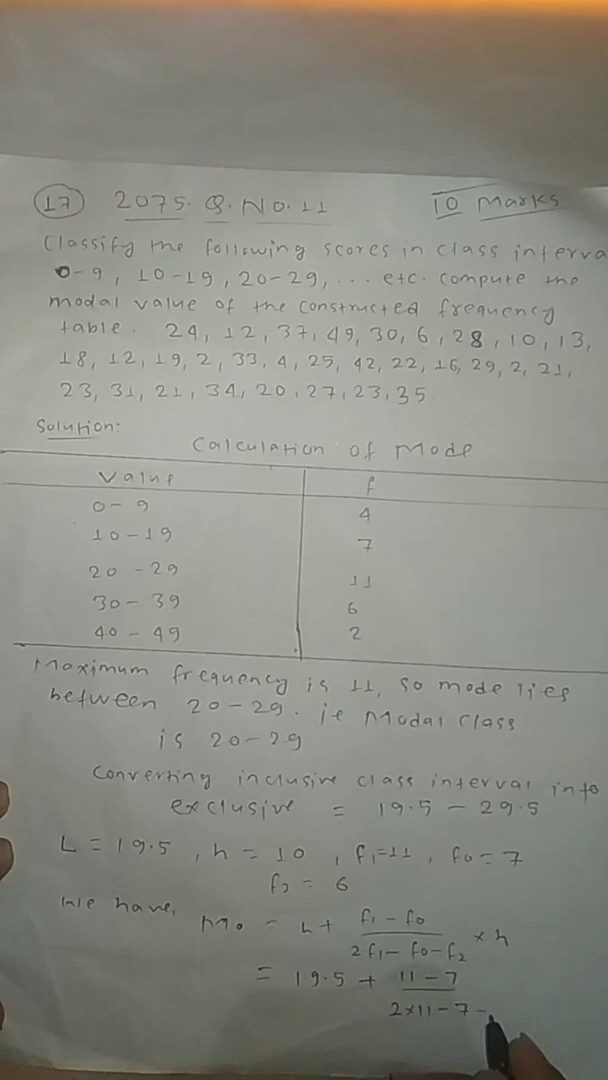 17 2075. Q. No. 11 10 Marks
Classify the following scores in class interva
0-9, 10-19, 20-29, ... etc. compute the
modal value of the constructed frequency
table. 24, 12, 37, 49, 30, 6, 28, 10, 13,
18, 12, 19, 2, 33, 4, 25, 42, 22, 16, 29, 2, 21,
23, 31, 21, 34, 20, 27, 23, 35
Solution:
Calculation of Mode
Value f
0-9 4
10-19 7
20-29 11
30-39 6
40-49 2
Maximum frequency is 11, so mode lies
between 20-29. ie Modal class
is 20-29
Converting inclusive class interval into
exclusive = 19.5 - 29.5
L = 19.5, h = 10, f₁=11, f₀=7
f₂ = 6
We have,
M₀ = L + (f₁ - f₀)/(2f₁ - f₀ - f₂) × h
= 19.5 + (11 - 7)/(2×11 - 7 -